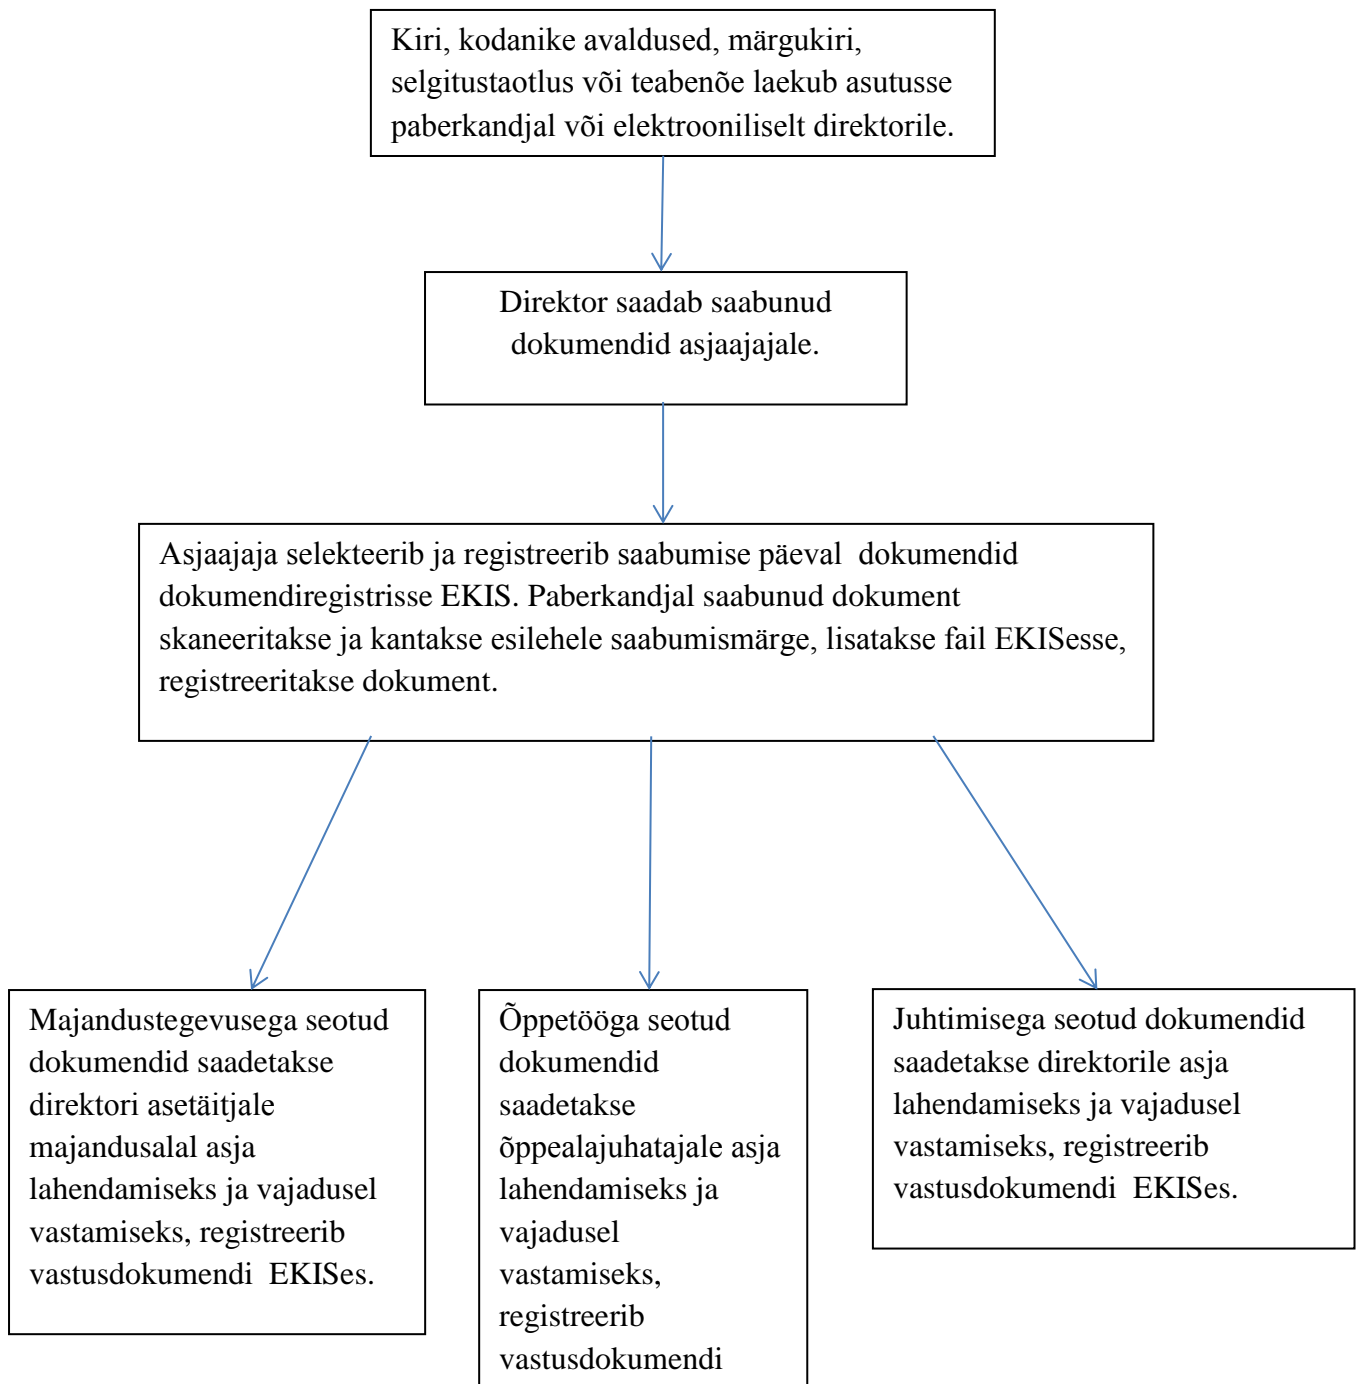 Kiri, kodanike avaldused, märgukiri,
selgitustaotlus või teabenõe laekub asutusse
paberkandjal või elektrooniliselt direktorile.
Direktor saadab saabunud
dokumendid asjaajajale.
Asjaajaja selekteerib ja registreerib saabumise päeval  dokumendid
dokumendiregistrisse EKIS. Paberkandjal saabunud dokument
skaneeritakse ja kantakse esilehele saabumismärge, lisatakse fail EKISesse,
registreeritakse dokument.
Majandustegevusega seotud
dokumendid saadetakse
direktori asetäitjale
majandusalal asja
lahendamiseks ja vajadusel
vastamiseks, registreerib
vastusdokumendi  EKISes.
Õppetööga seotud
dokumendid
saadetakse
õppealajuhatajale asja
lahendamiseks ja
vajadusel
vastamiseks,
registreerib
vastusdokumendi
Juhtimisega seotud dokumendid
saadetakse direktorile asja
lahendamiseks ja vajadusel
vastamiseks, registreerib
vastusdokumendi  EKISes.